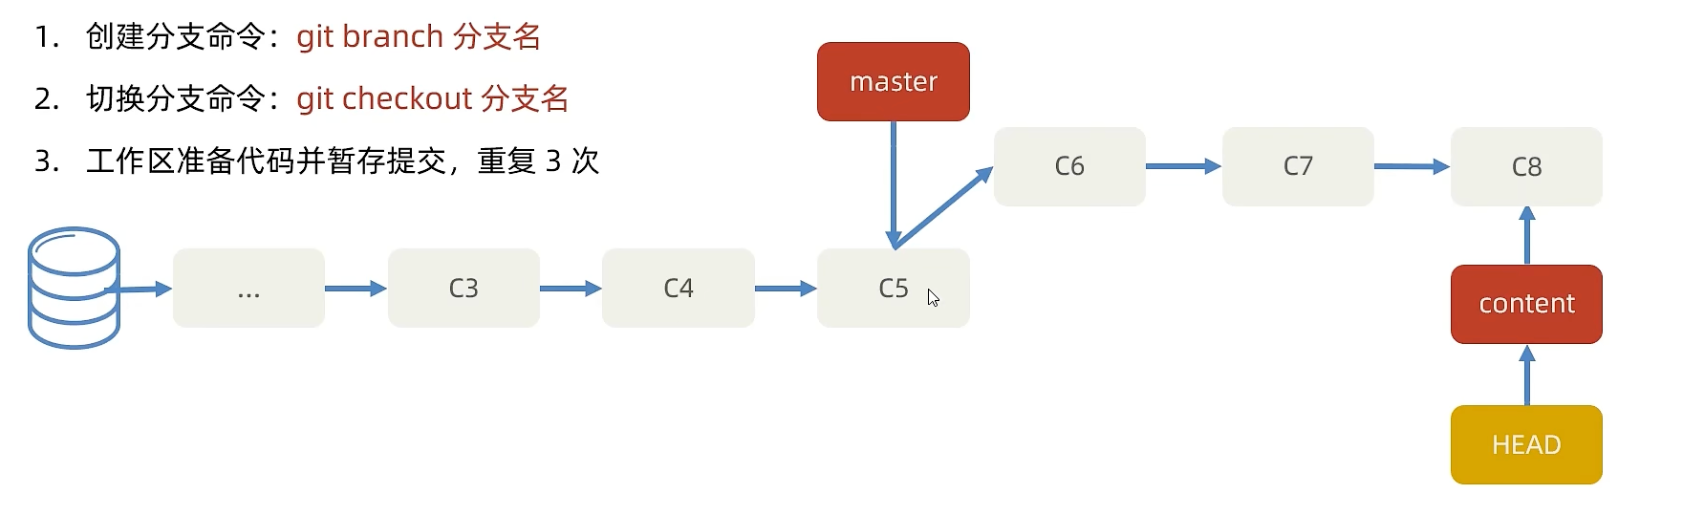 1. 创建分支命令：git branch 分支名
2. 切换分支命令：git checkout 分支名
3. 工作区准备代码并暂存提交，重复 3 次
master
C6
C7
C8
...
C3
C4
C5
content
HEAD